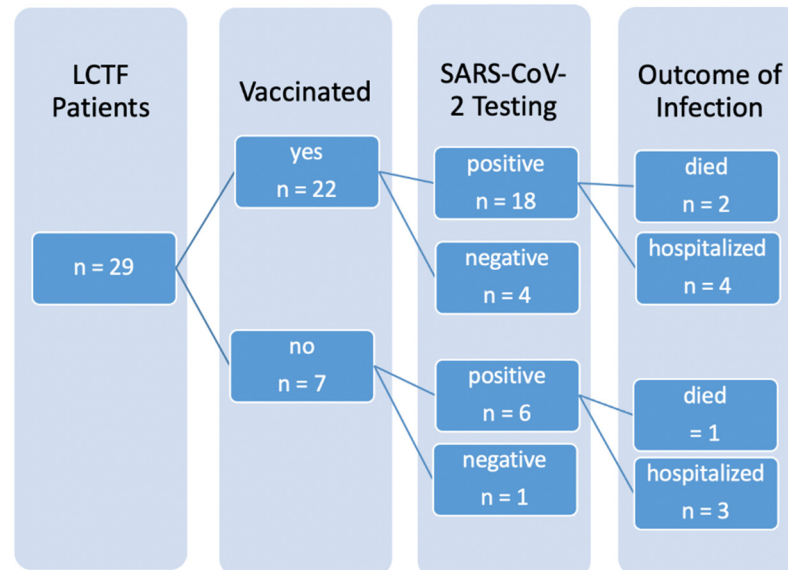 LCTF
Patients
n = 29
Vaccinated
yes
n = 22
no
n = 7
SARS-CoV-
2 Testing
positive
n = 18
negative
n = 4
positive
n = 6
negative
n = 1
Outcome of
Infection
died
n = 2
hospitalized
n = 4
died
= 1
hospitalized
n = 3